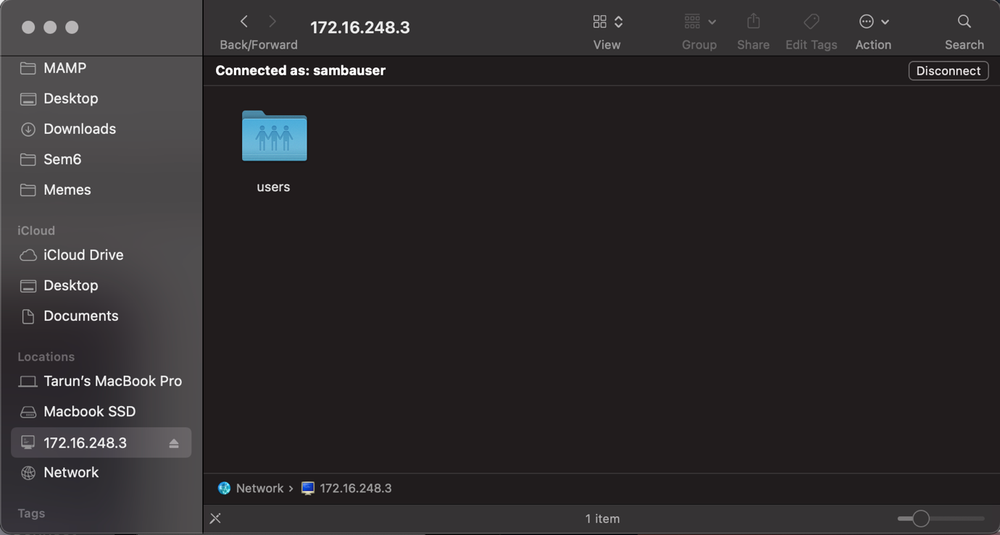 172.16.248.3
Back/Forward
View
Group
Share
Edit Tags
Action
Search
MAMP
Desktop
Downloads
Sem6
Memes
iCloud
iCloud Drive
Desktop
Documents
Locations
Tarun’s MacBook Pro
Macbook SSD
172.16.248.3
Network
Tags
Connected as: sambauser
Disconnect
users
Network › 172.16.248.3
1 item